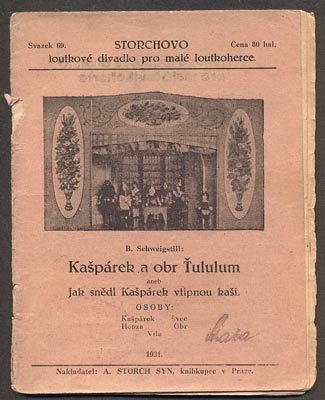 Svazek 69.
STORCHOVO
Cena 80 hal.
loutkové divadlo pro malé loutkoherce.
B. Schweigstill:
Kašpárek a obr Ťululum
aneb
Jak snědl Kašpárek vtipnou kaši.
OSOBY:
Kašpárek Švec
Honza Obr
Víla
1931.
Nakladatel: A. STORCH SYN, knihkupec v Praze.